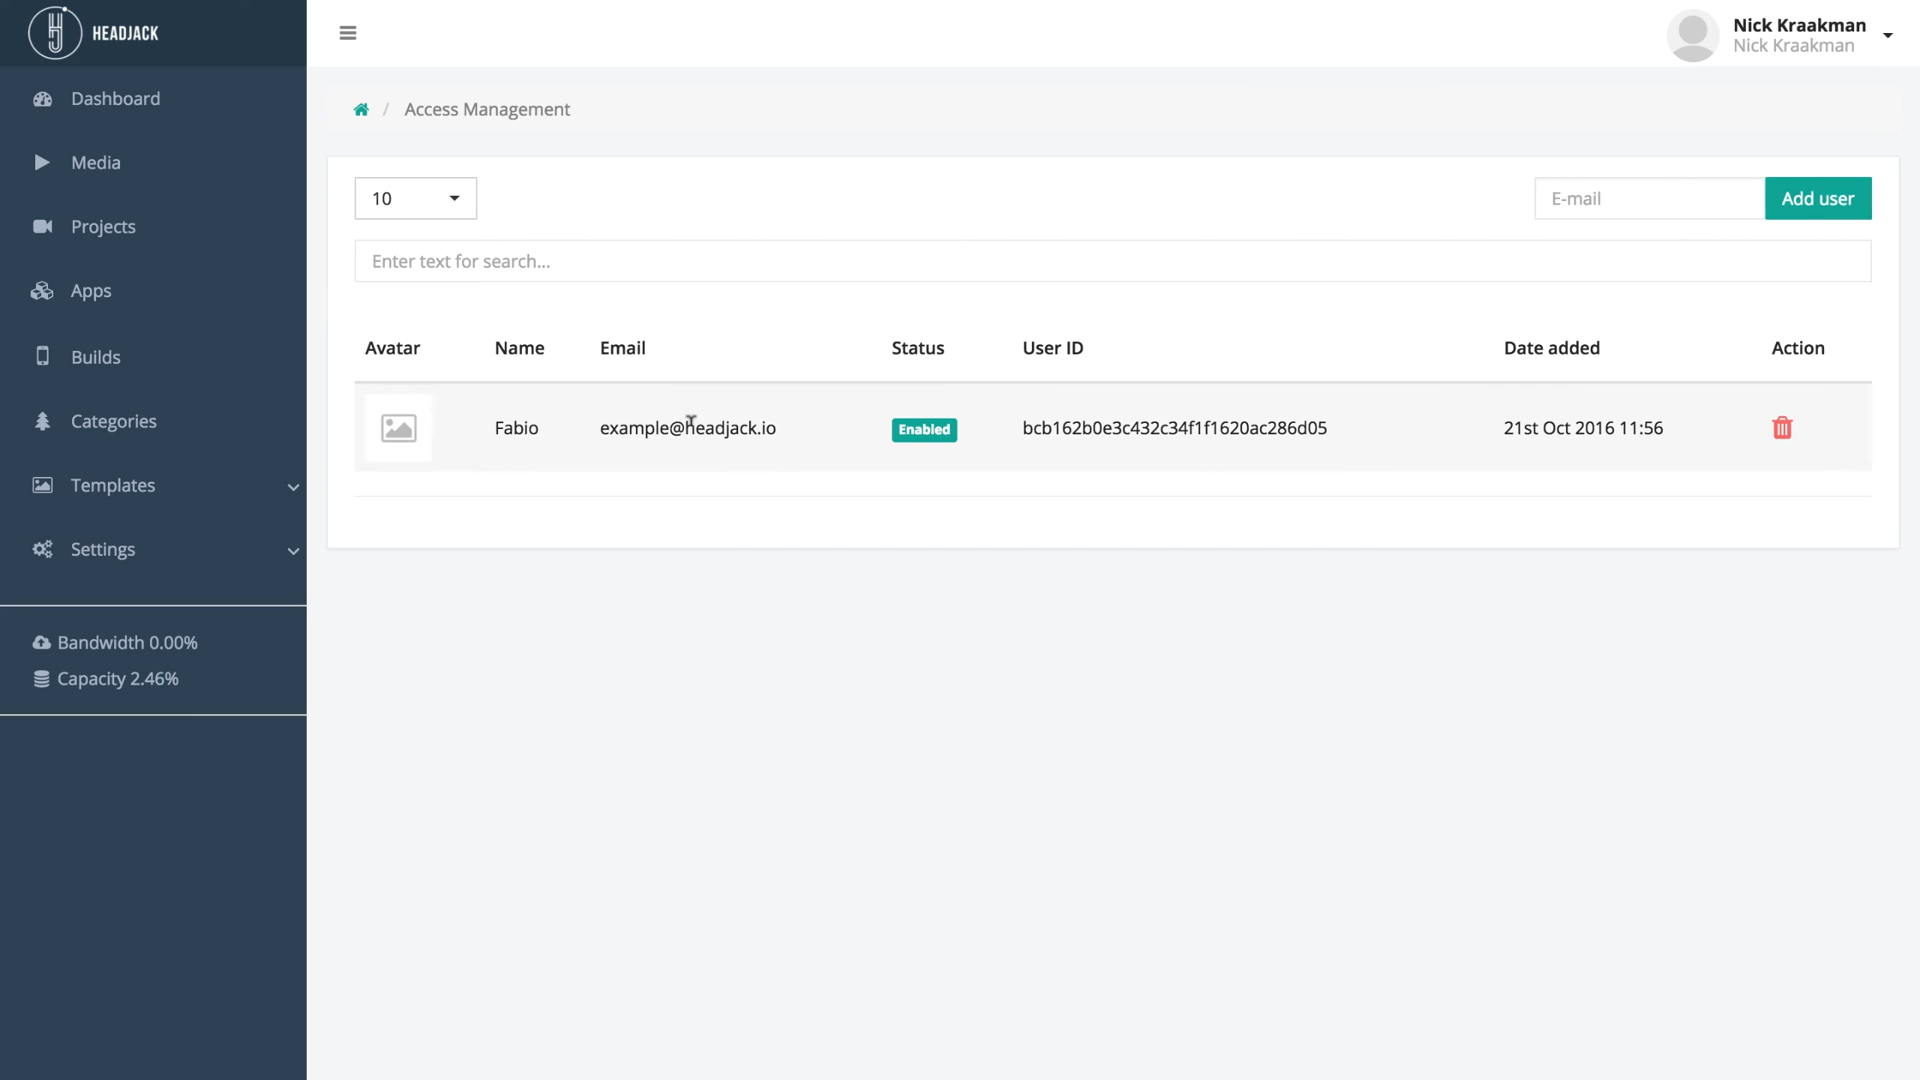 HEADJACK
Nick Kraakman
Nick Kraakman
Dashboard
Media
Projects
Apps
Builds
Categories
Templates
Settings
Bandwidth 0.00%
Capacity 2.46%
/ Access Management
10
E-mail
Add user
Enter text for search...
Avatar Name Email Status User ID Date added Action
Fabio example@headjack.io Enabled bcb162b0e3c432c34f1f1620ac286d05 21st Oct 2016 11:56